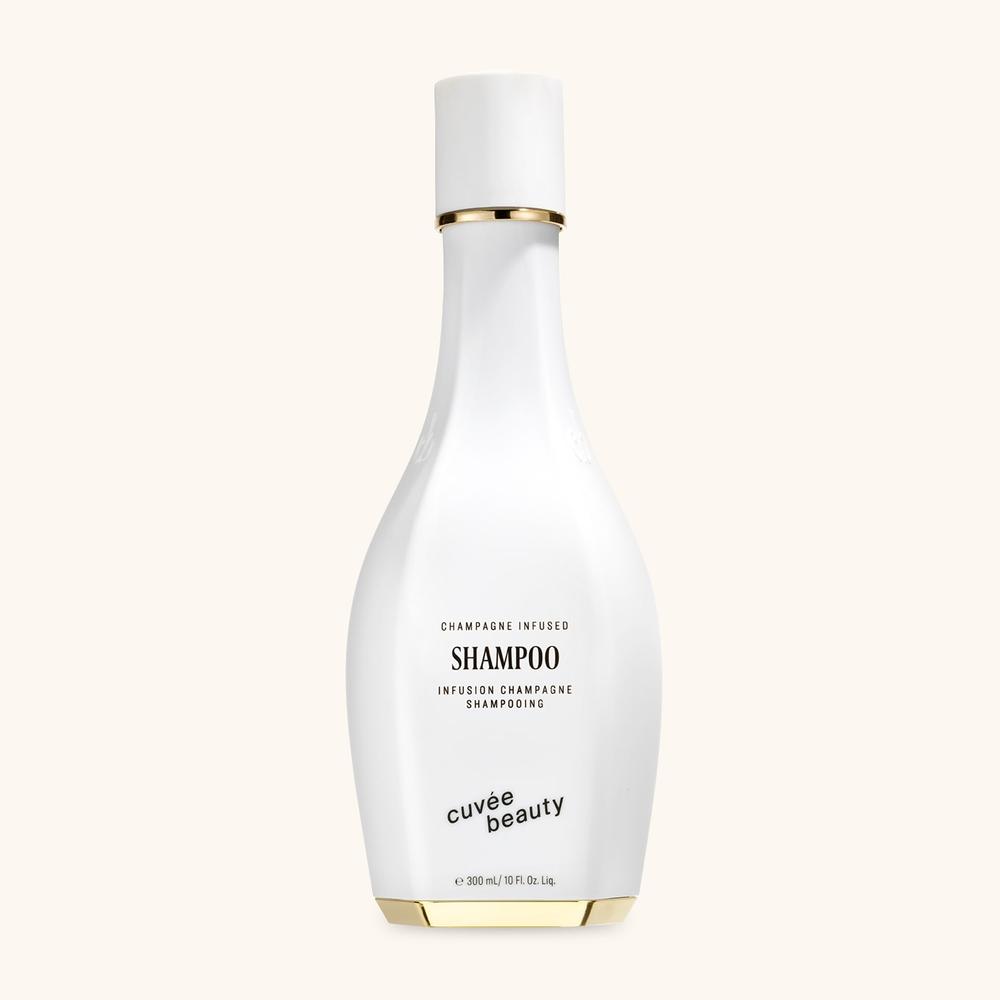 CHAMPAGNE INFUSED
SHAMPOO
INFUSION CHAMPAGNE
SHAMPOOING
cuvée
beauty
℮ 300 mL/ 10 Fl. Oz. Liq.